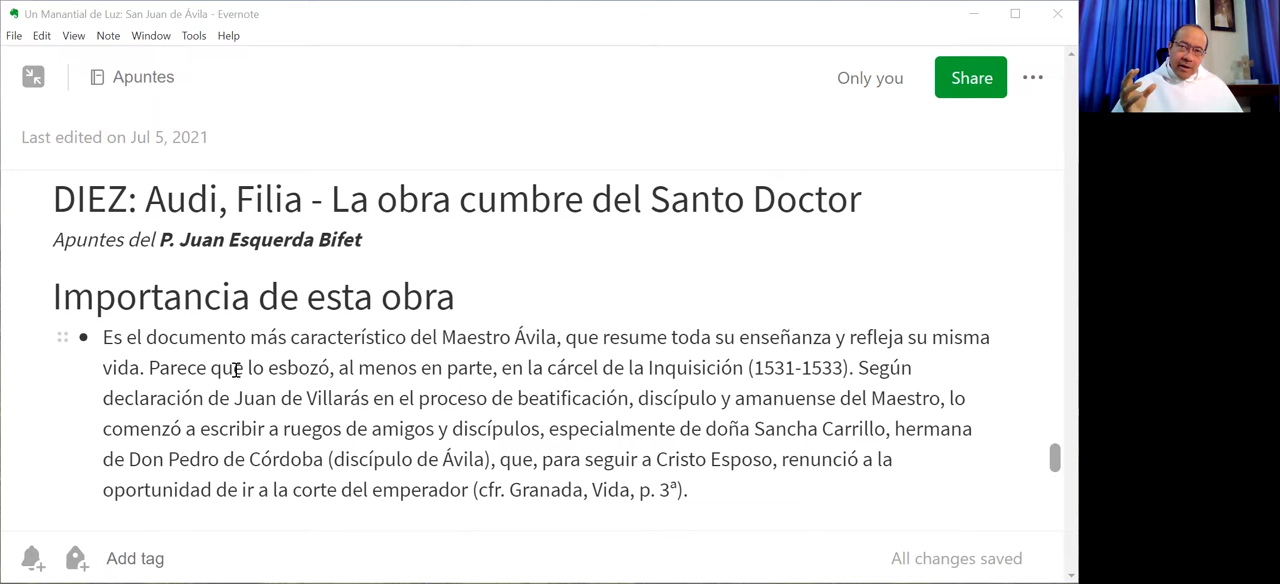 Un Manantial de Luz: San Juan de Ávila - Evernote
File Edit View Note Window Tools Help
Apuntes
Only you
Share
Last edited on Jul 5, 2021
DIEZ: Audi, Filia - La obra cumbre del Santo Doctor
Apuntes del P. Juan Esquerda Bifet
Importancia de esta obra
Es el documento más característico del Maestro Ávila, que resume toda su enseñanza y refleja su misma
vida. Parece que lo esbozó, al menos en parte, en la cárcel de la Inquisición (1531-1533). Según
declaración de Juan de Villarás en el proceso de beatificación, discípulo y amanuense del Maestro, lo
comenzó a escribir a ruegos de amigos y discípulos, especialmente de doña Sancha Carrillo, hermana
de Don Pedro de Córdoba (discípulo de Ávila), que, para seguir a Cristo Esposo, renunció a la
oportunidad de ir a la corte del emperador (cfr. Granada, Vida, p. 3ª).
Add tag
All changes saved